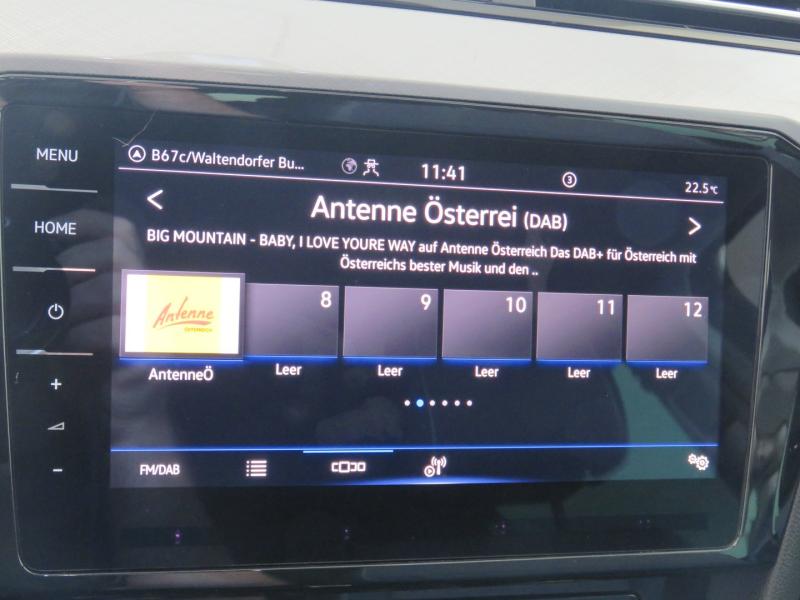 MENU
HOME
B67c/Waltendorfer Bu...
11:41
3
22.5°C
Antenne Österrei (DAB)
BIG MOUNTAIN - BABY, I LOVE YOURE WAY auf Antenne Österreich Das DAB+ für Österreich mit
Österreichs bester Musik und den ..
Antenne
ÖSTERREICH
8
9
10
11
12
AntenneÖ
Leer
Leer
Leer
Leer
Leer
FM/DAB